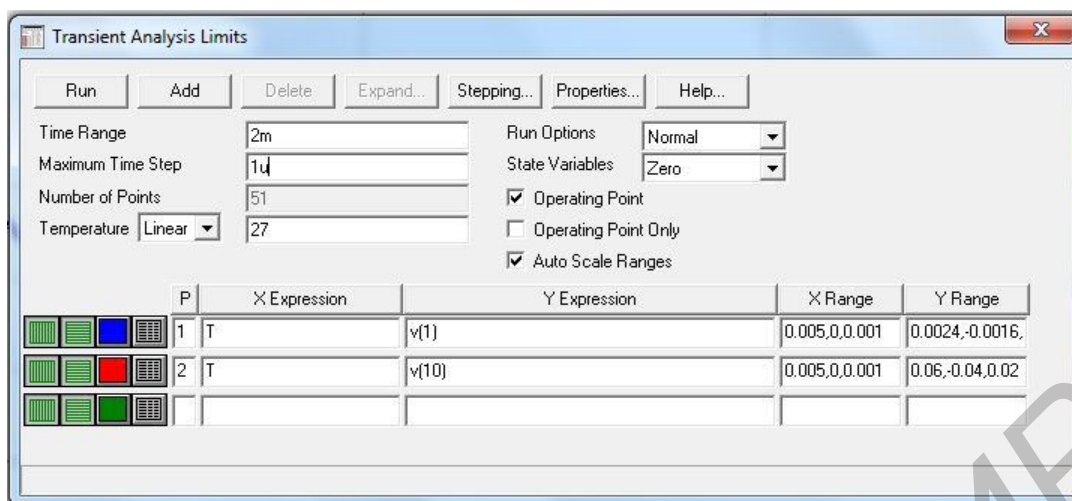 Transient Analysis Limits
Run Add Delete Expand... Stepping... Properties... Help...
Time Range 2m Run Options Normal
Maximum Time Step 1u State Variables Zero
Number of Points 51 Operating Point
Temperature Linear 27 Operating Point Only
Auto Scale Ranges
P X Expression Y Expression X Range Y Range
1 T v(1) 0.005,0,0.001 0.0024,-0.0016,
2 T v(10) 0.005,0,0.001 0.06,-0.04,0.02